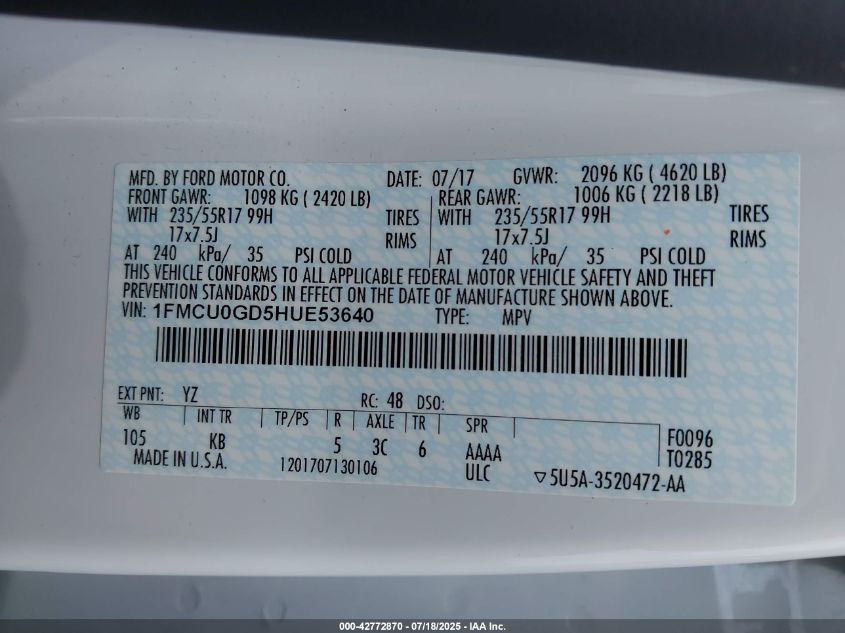 MFD. BY FORD MOTOR CO. DATE: 07/17 GVWR: 2096 KG ( 4620 LB)
FRONT GAWR: 1098 KG ( 2420 LB) REAR GAWR: 1006 KG ( 2218 LB)
WITH 235/55R17 99H TIRES WITH 235/55R17 99H TIRES
17x7.5J RIMS 17x7.5J RIMS
AT 240 kPa/ 35 PSI COLD AT 240 kPa/ 35 PSI COLD
THIS VEHICLE CONFORMS TO ALL APPLICABLE FEDERAL MOTOR VEHICLE SAFETY AND THEFT
PREVENTION STANDARDS IN EFFECT ON THE DATE OF MANUFACTURE SHOWN ABOVE.
VIN: 1FMCU0GD5HUE53640 TYPE: MPV
EXT PNT: YZ RC: 48 DSO:
WB INT TR TP/PS R AXLE TR SPR
105 KB 5 3C 6 AAAA F0096
MADE IN U.S.A. 1201707130106 ULC T0285
▽5U5A-3520472-AA
000-42772870 - 07/18/2025 - IAA Inc.